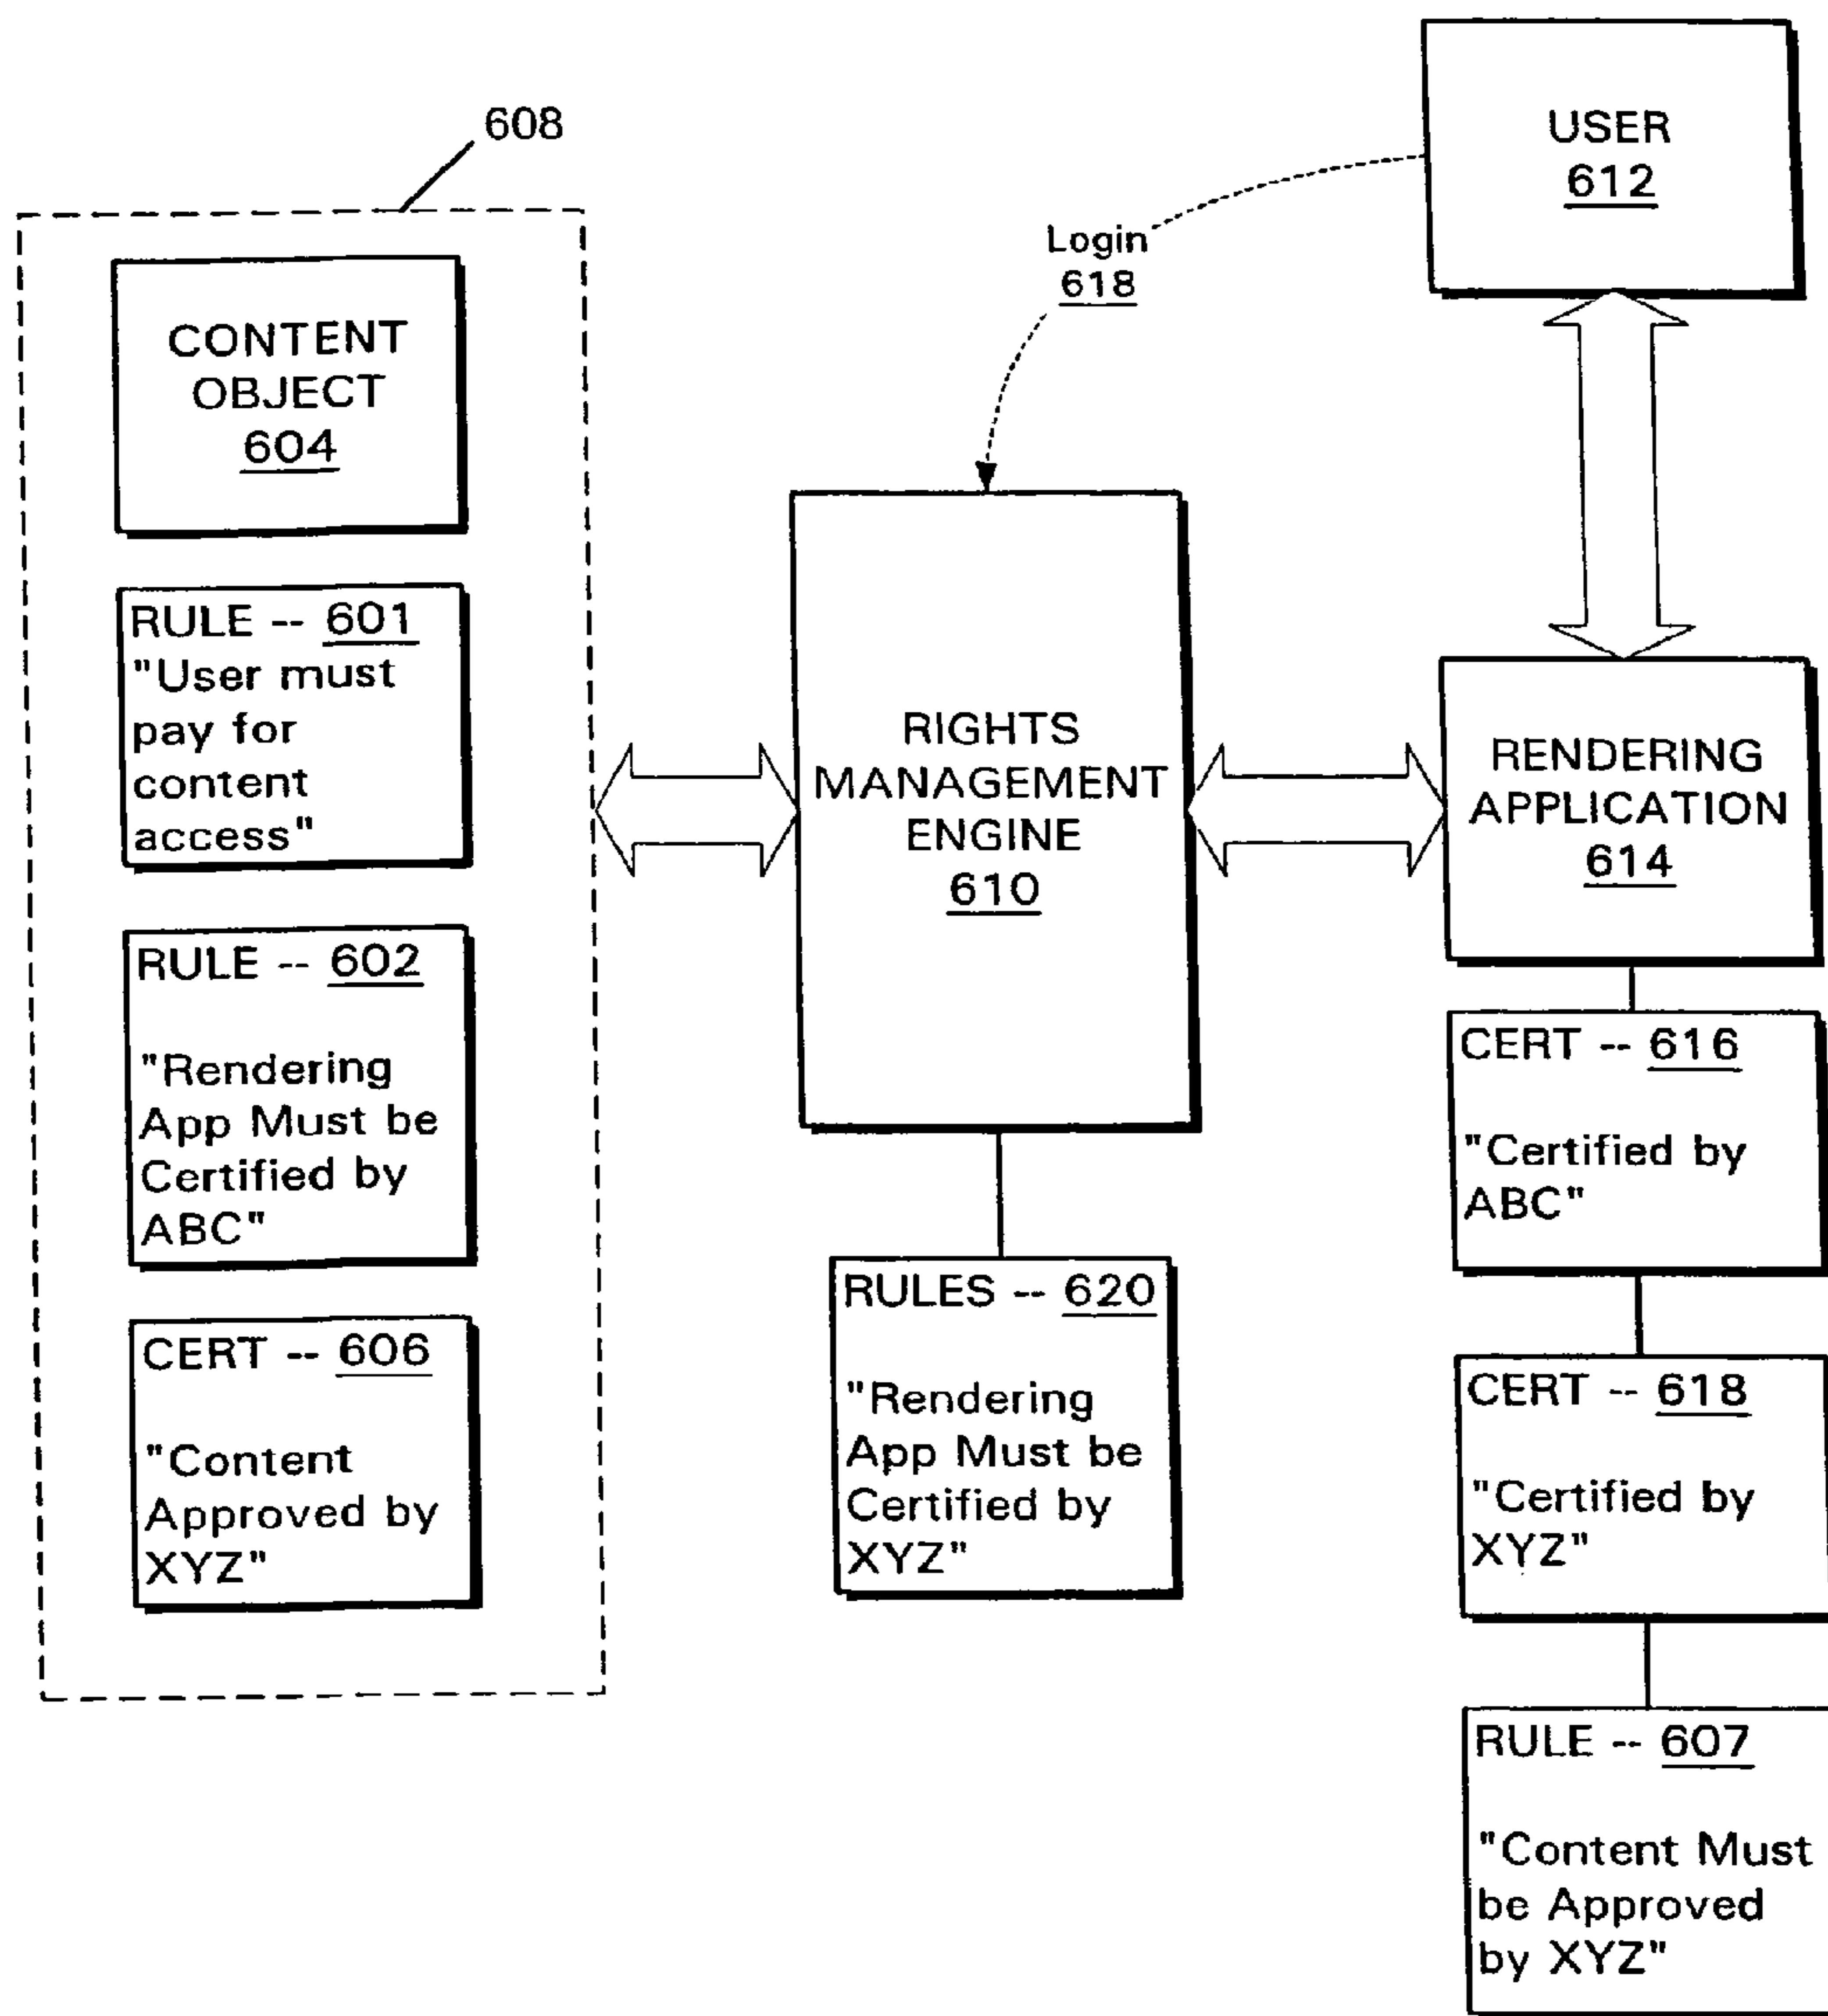 608
CONTENT
OBJECT
604
RULE -- 601
"User must
pay for
content
access"
RULE -- 602
"Rendering
App Must be
Certified by
ABC"
CERT -- 606
"Content
Approved by
XYZ"
Login
618
RIGHTS
MANAGEMENT
ENGINE
610
RULES -- 620
"Rendering
App Must be
Certified by
XYZ"
USER
612
RENDERING
APPLICATION
614
CERT -- 616
"Certified by
ABC"
CERT -- 618
"Certified by
XYZ"
RULE -- 607
"Content Must
be Approved
by XYZ"